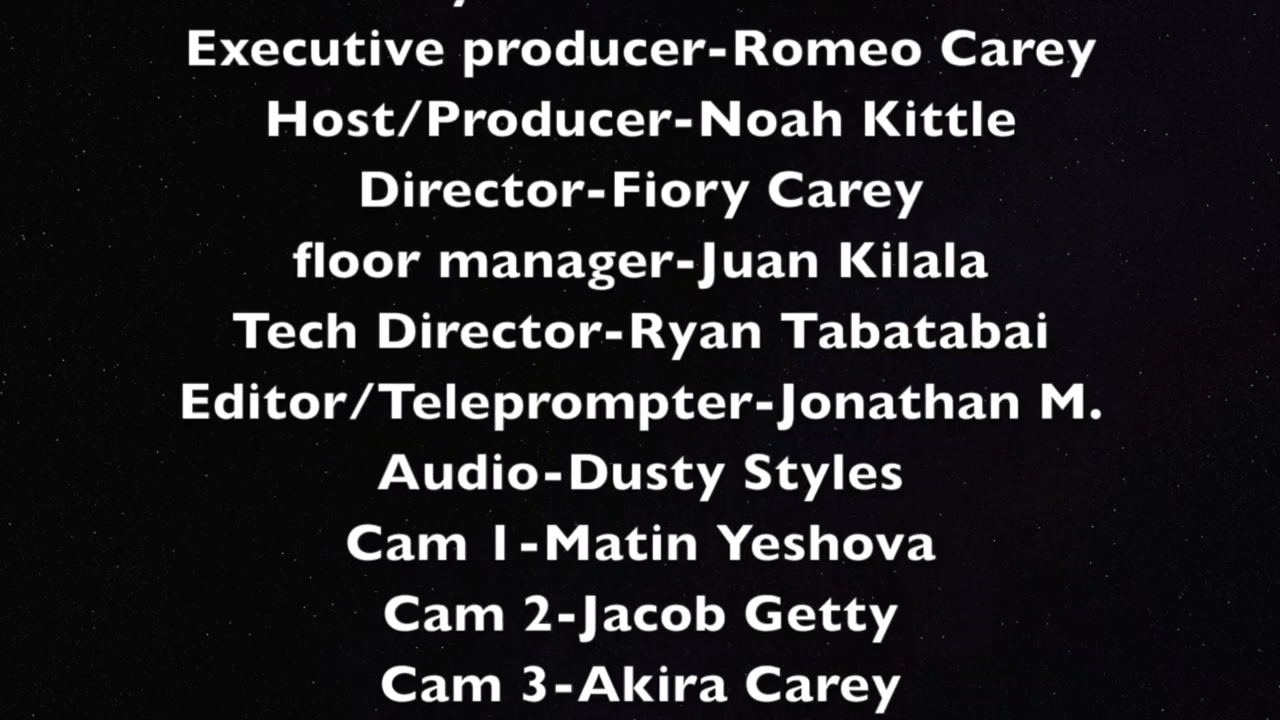 Executive producer-Romeo Carey
Host/Producer-Noah Kittle
Director-Fiory Carey
floor manager-Juan Kilala
Tech Director-Ryan Tabatabai
Editor/Teleprompter-Jonathan M.
Audio-Dusty Styles
Cam 1-Matin Yeshova
Cam 2-Jacob Getty
Cam 3-Akira Carey